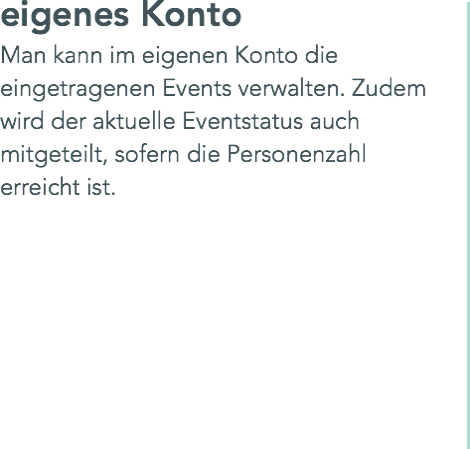 eigenes Konto
Man kann im eigenen Konto die
eingetragenen Events verwalten. Zudem
wird der aktuelle Eventstatus auch
mitgeteilt, sofern die Personenzahl
erreicht ist.